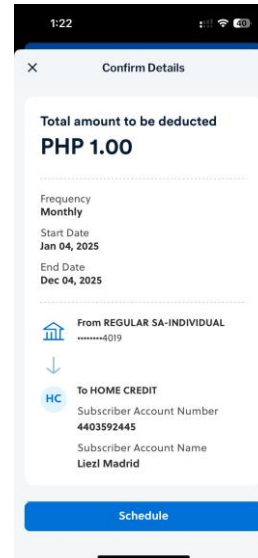 1:22
40
Confirm Details
Total amount to be deducted
PHP 1.00
Frequency
Monthly
Start Date
Jan 04, 2025
End Date
Dec 04, 2025
From REGULAR SA-INDIVIDUAL
••••••••4019
HC
To HOME CREDIT
Subscriber Account Number
4403592445
Subscriber Account Name
Liezl Madrid
Schedule